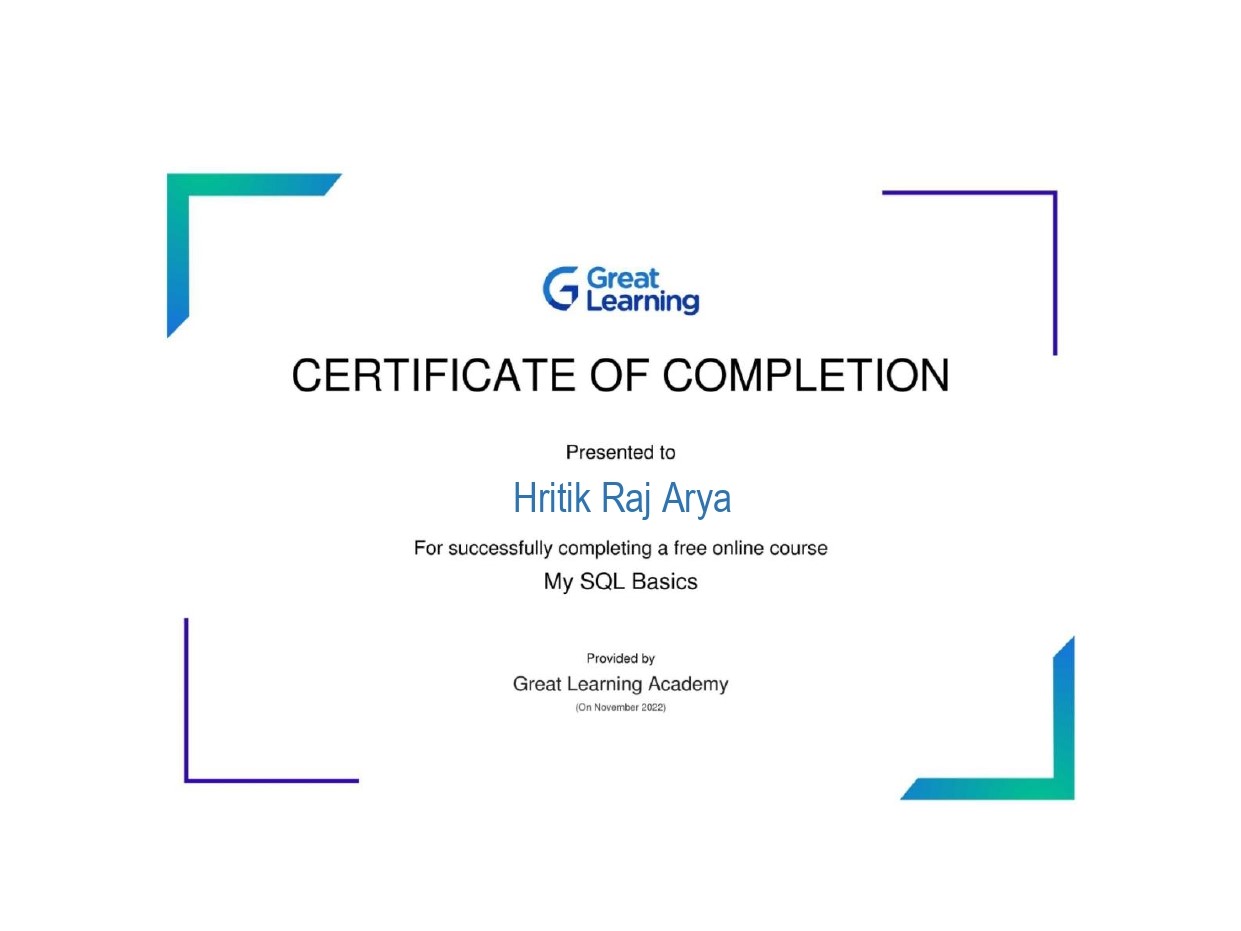 Great
Learning
CERTIFICATE OF COMPLETION
Presented to
Hritik Raj Arya
For successfully completing a free online course
My SQL Basics
Provided by
Great Learning Academy
(On November 2022)